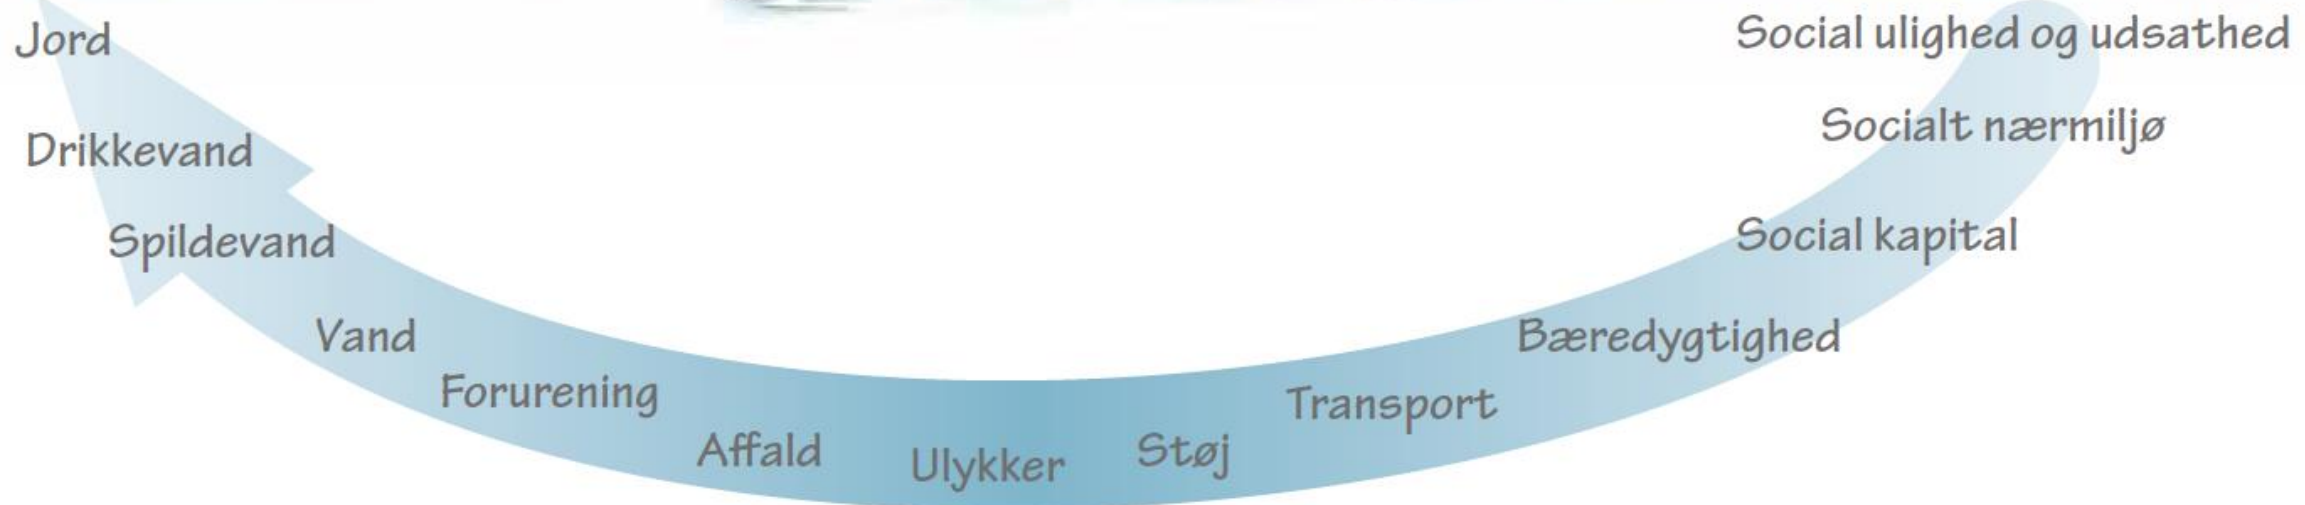 Jord
Social ulighed og udsathed
Socialt nærmiljø
Drikkevand
Social kapital
Spildevand
Vand
Bæredygtighed
Forurening
Transport
Affald
Støj
Ulykker